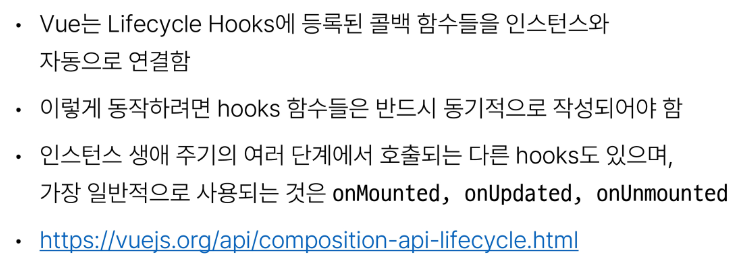 • Vue는 Lifecycle Hooks에 등록된 콜백 함수들을 인스턴스와
자동으로 연결함
• 이렇게 동작하려면 hooks 함수들은 반드시 동기적으로 작성되어야 함
• 인스턴스 생애 주기의 여러 단계에서 호출되는 다른 hooks도 있으며,
가장 일반적으로 사용되는 것은 onMounted, onUpdated, onUnmounted
• https://vuejs.org/api/composition-api-lifecycle.html